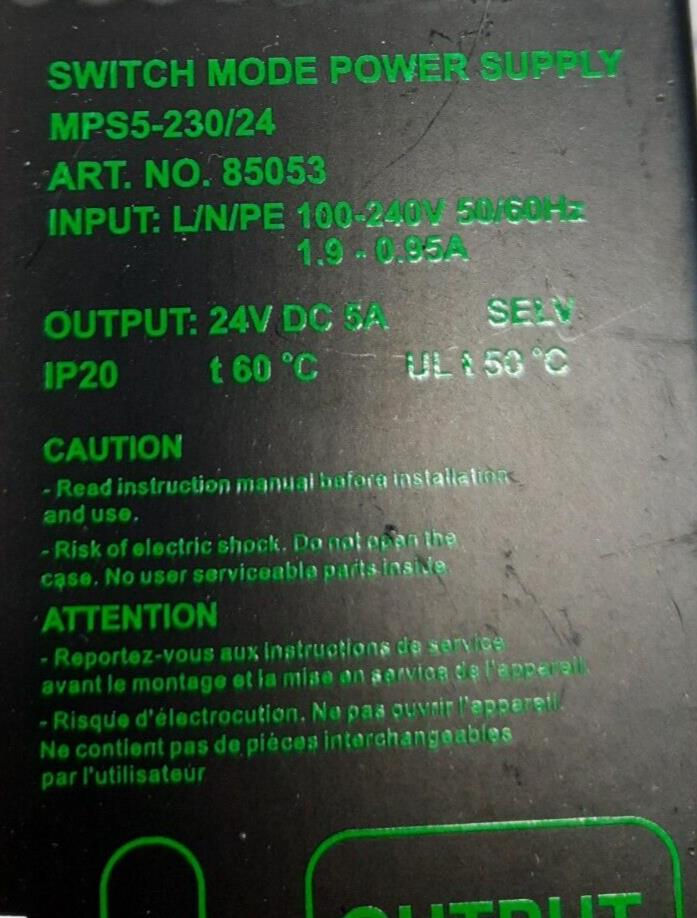 SWITCH MODE POWER SUPPLY
MPS5-230/24
ART. NO. 85053
INPUT: L/N/PE 100-240V 50/60Hz
1.9 - 0.95A
OUTPUT: 24V DC 5A SELV
IP20 t 60 °C UL t 50 °C
CAUTION
- Read instruction manual before installation
and use.
- Risk of electric shock. Do not open the
case. No user serviceable parts inside.
ATTENTION
- Reportez-vous aux instructions de service
avant le montage et la mise en service de l'appareil.
- Risque d'électrocution. Ne pas ouvrir l'appareil.
Ne contient pas de pièces interchangeables
par l'utilisateur
OUTPUT